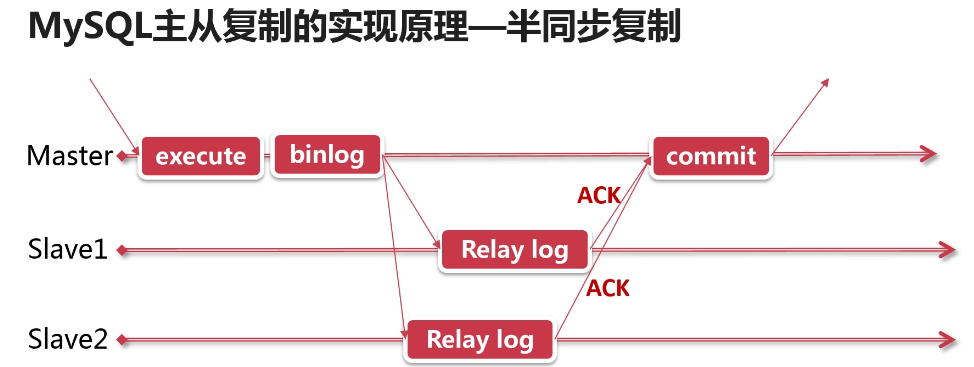 MySQL主从复制的实现原理—半同步复制
Master execute binlog commit
ACK
Slave1 Relay log
ACK
Slave2 Relay log